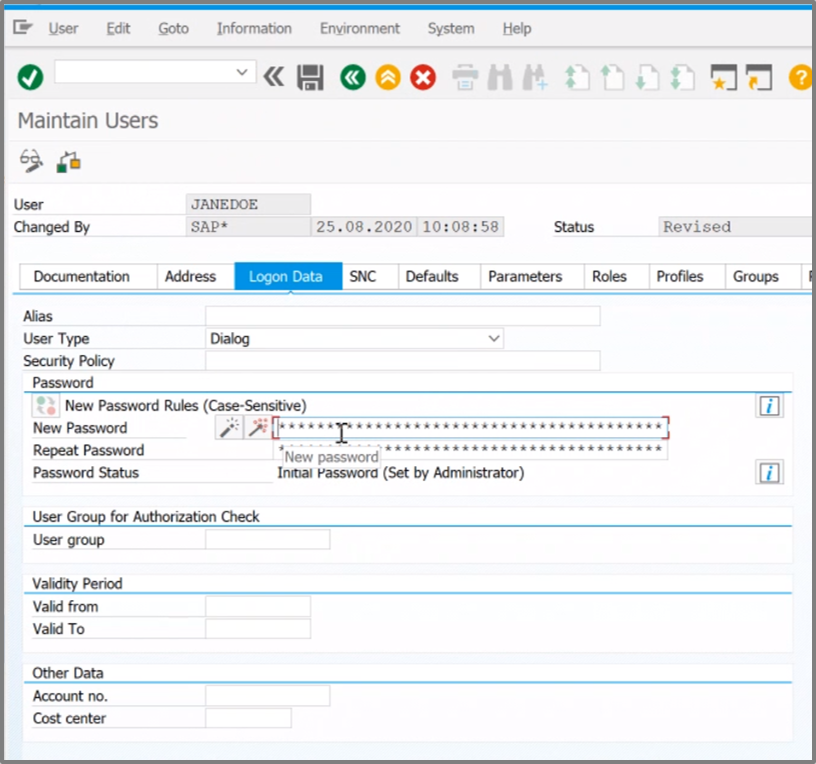 User Edit Goto Information Environment System Help
Maintain Users
User JANEDOE
Changed By SAP* 25.08.2020 10:08:58 Status Revised
Documentation Address Logon Data SNC Defaults Parameters Roles Profiles Groups
Alias
User Type Dialog
Security Policy
Password
New Password Rules (Case-Sensitive)
New Password ****************************************
Repeat Password ****************************************
New password
Password Status Initial Password (Set by Administrator)
User Group for Authorization Check
User group
Validity Period
Valid from
Valid To
Other Data
Account no.
Cost center